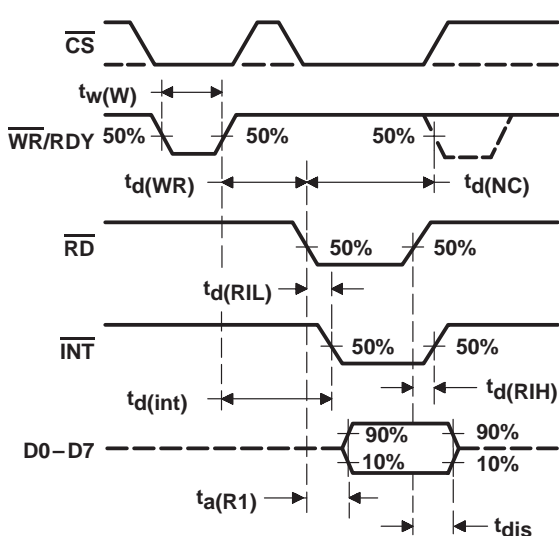 CS
tw(W)
WR/RDY 50% 50% 50%
td(WR) td(NC)
RD
50% 50%
td(RIL)
INT
50% 50%
td(int) td(RIH)
D0–D7
90% 90%
10% 10%
ta(R1)
tdis